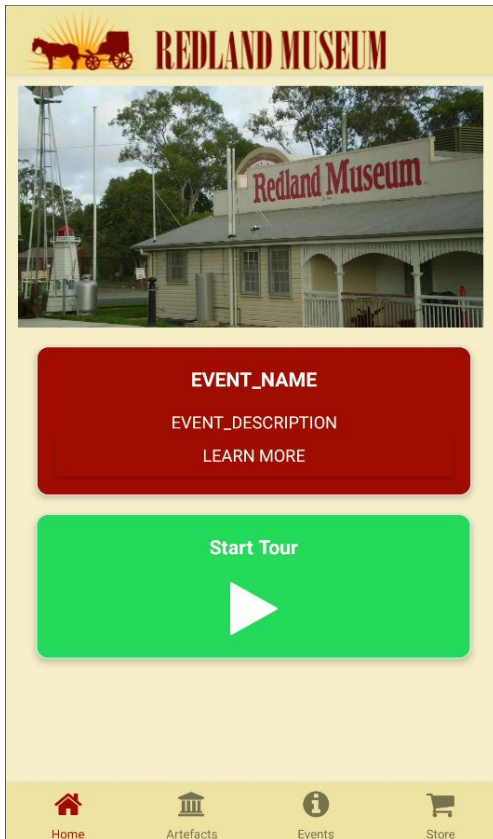 REDLAND MUSEUM
Redland Museum
EVENT_NAME
EVENT_DESCRIPTION
LEARN MORE
Start Tour
Home
Artefacts
Events
Store